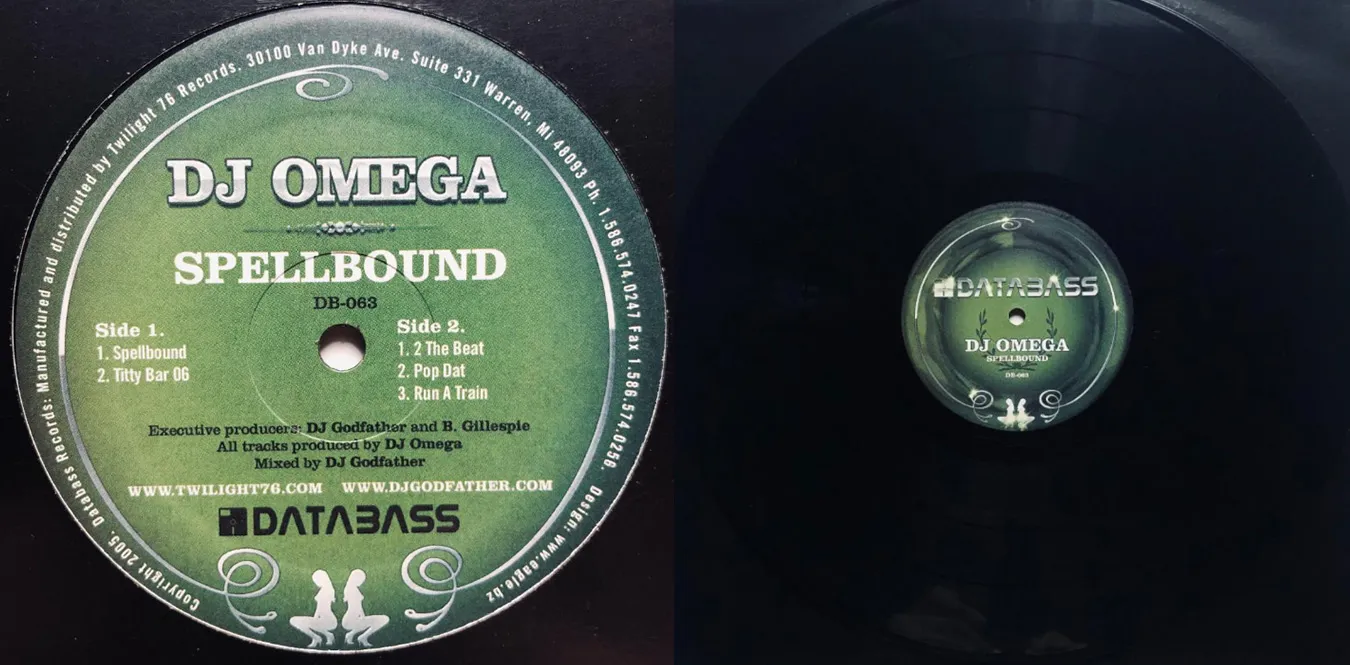 Copyright 2005. Databass Records: Manufactured and distributed by Twilight 76 Records. 30100 Van Dyke Ave. Suite 331 Warren, MI 48093 Ph. 1.586.574.0247 Fax 1.586.574.0256. Design: www.eagle.bz
DJ OMEGA
SPELLBOUND
DB-063
Side 1.
1. Spellbound
2. Titty Bar 06
Side 2.
1. 2 The Beat
2. Pop Dat
3. Run A Train
Executive producers: DJ Godfather and B. Gillespie
All tracks produced by DJ Omega
Mixed by DJ Godfather
WWW.TWILIGHT76.COM WWW.DJGODFATHER.COM
DATABASS
DATABASS
DJ OMEGA
SPELLBOUND
DB-063